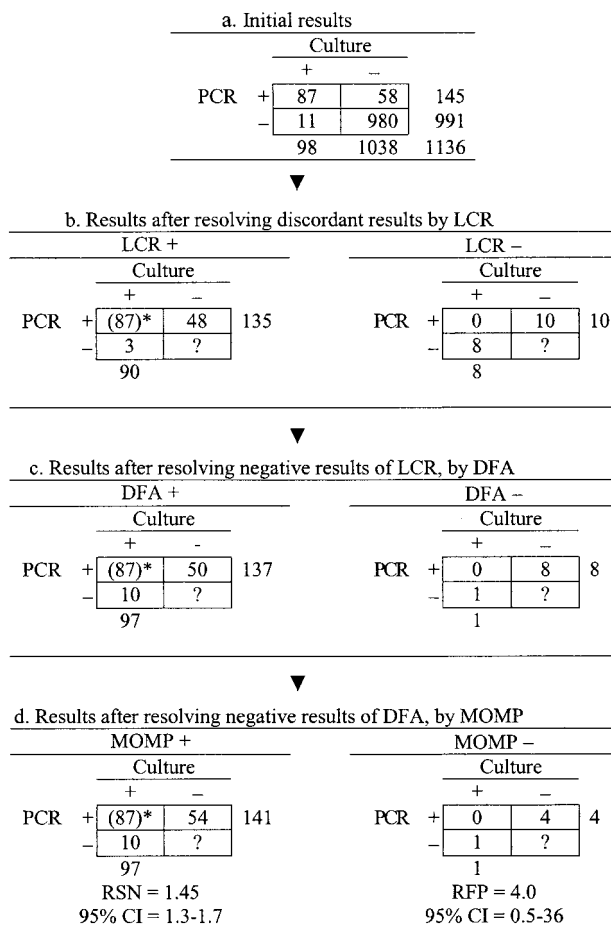 a. Initial results
Culture
+ –
PCR + 87 58 145
– 11 980 991
98 1038 1136
▼
b. Results after resolving discordant results by LCR
LCR + LCR –
Culture Culture
+ – + –
PCR + (87)* 48 135 PCR + 0 10 10
– 3 ? – 8 ?
90 8
▼
c. Results after resolving negative results of LCR, by DFA
DFA + DFA –
Culture Culture
+ - + –
PCR + (87)* 50 137 PCR + 0 8 8
– 10 ? – 1 ?
97 1
▼
d. Results after resolving negative results of DFA, by MOMP
MOMP + MOMP –
Culture Culture
+ – + –
PCR + (87)* 54 141 PCR + 0 4 4
– 10 ? – 1 ?
97 1
RSN = 1.45 RFP = 4.0
95% CI = 1.3-1.7 95% CI = 0.5-36